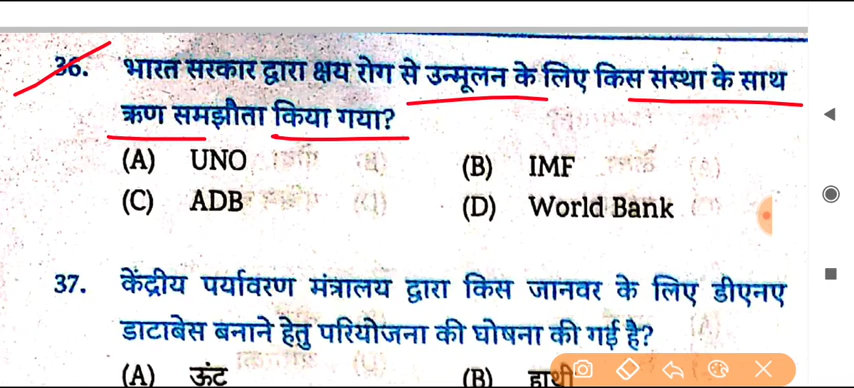 36. भारत सरकार द्वारा क्षय रोग से उन्मूलन के लिए किस संस्था के साथ
ऋण समझौता किया गया?
(A) UNO (B) IMF
(C) ADB (D) World Bank
37. केंद्रीय पर्यावरण मंत्रालय द्वारा किस जानवर के लिए डीएनए
डाटाबेस बनाने हेतु परियोजना की घोषणा की गई है?
(A) ऊंट (B) हाथी